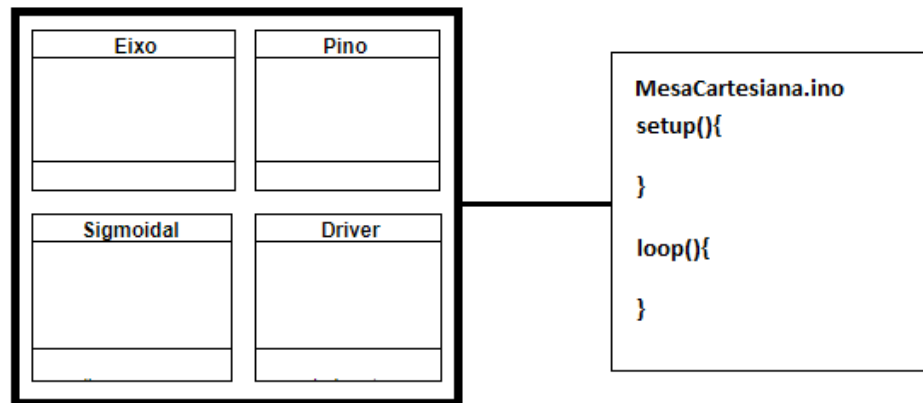 Eixo
Pino
Sigmoidal
Driver
MesaCartesiana.ino
setup(){
}
loop(){
}